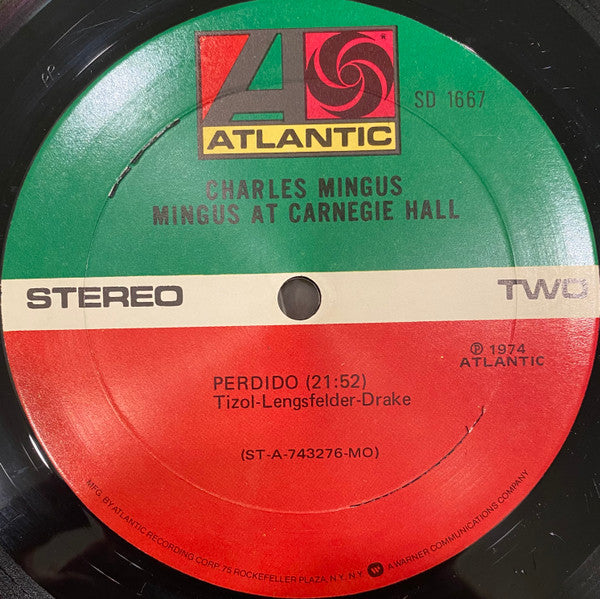 ATLANTIC
®
SD 1667
CHARLES MINGUS
MINGUS AT CARNEGIE HALL
STEREO
TWO
℗ 1974
ATLANTIC
PERDIDO (21:52)
Tizol-Lengsfelder-Drake
(ST-A-743276-MO)
MFG. BY ATLANTIC RECORDING CORP. 75 ROCKEFELLER PLAZA, N.Y. N.Y. A WARNER COMMUNICATIONS COMPANY